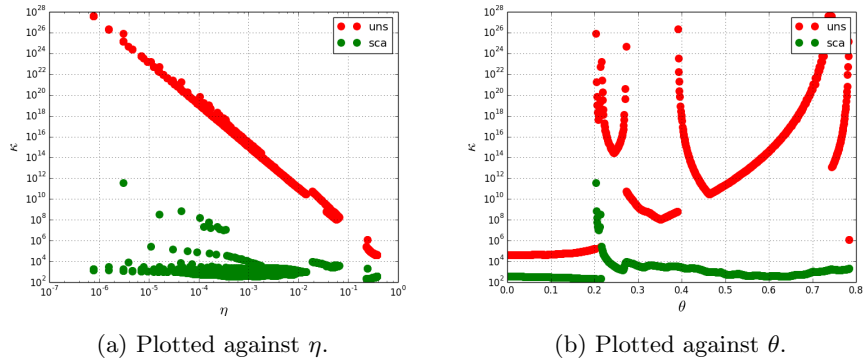 10^28
10^26
10^24
10^22
10^20
10^18
10^16
10^14
10^12
10^10
10^8
10^6
10^4
10^2
κ
uns
sca
10^-7 10^-6 10^-5 10^-4 10^-3 10^-2 10^-1 10^0
η
(a) Plotted against η.
10^28
10^26
10^24
10^22
10^20
10^18
10^16
10^14
10^12
10^10
10^8
10^6
10^4
10^2
κ
uns
sca
0.0 0.1 0.2 0.3 0.4 0.5 0.6 0.7 0.8
θ
(b) Plotted against θ.